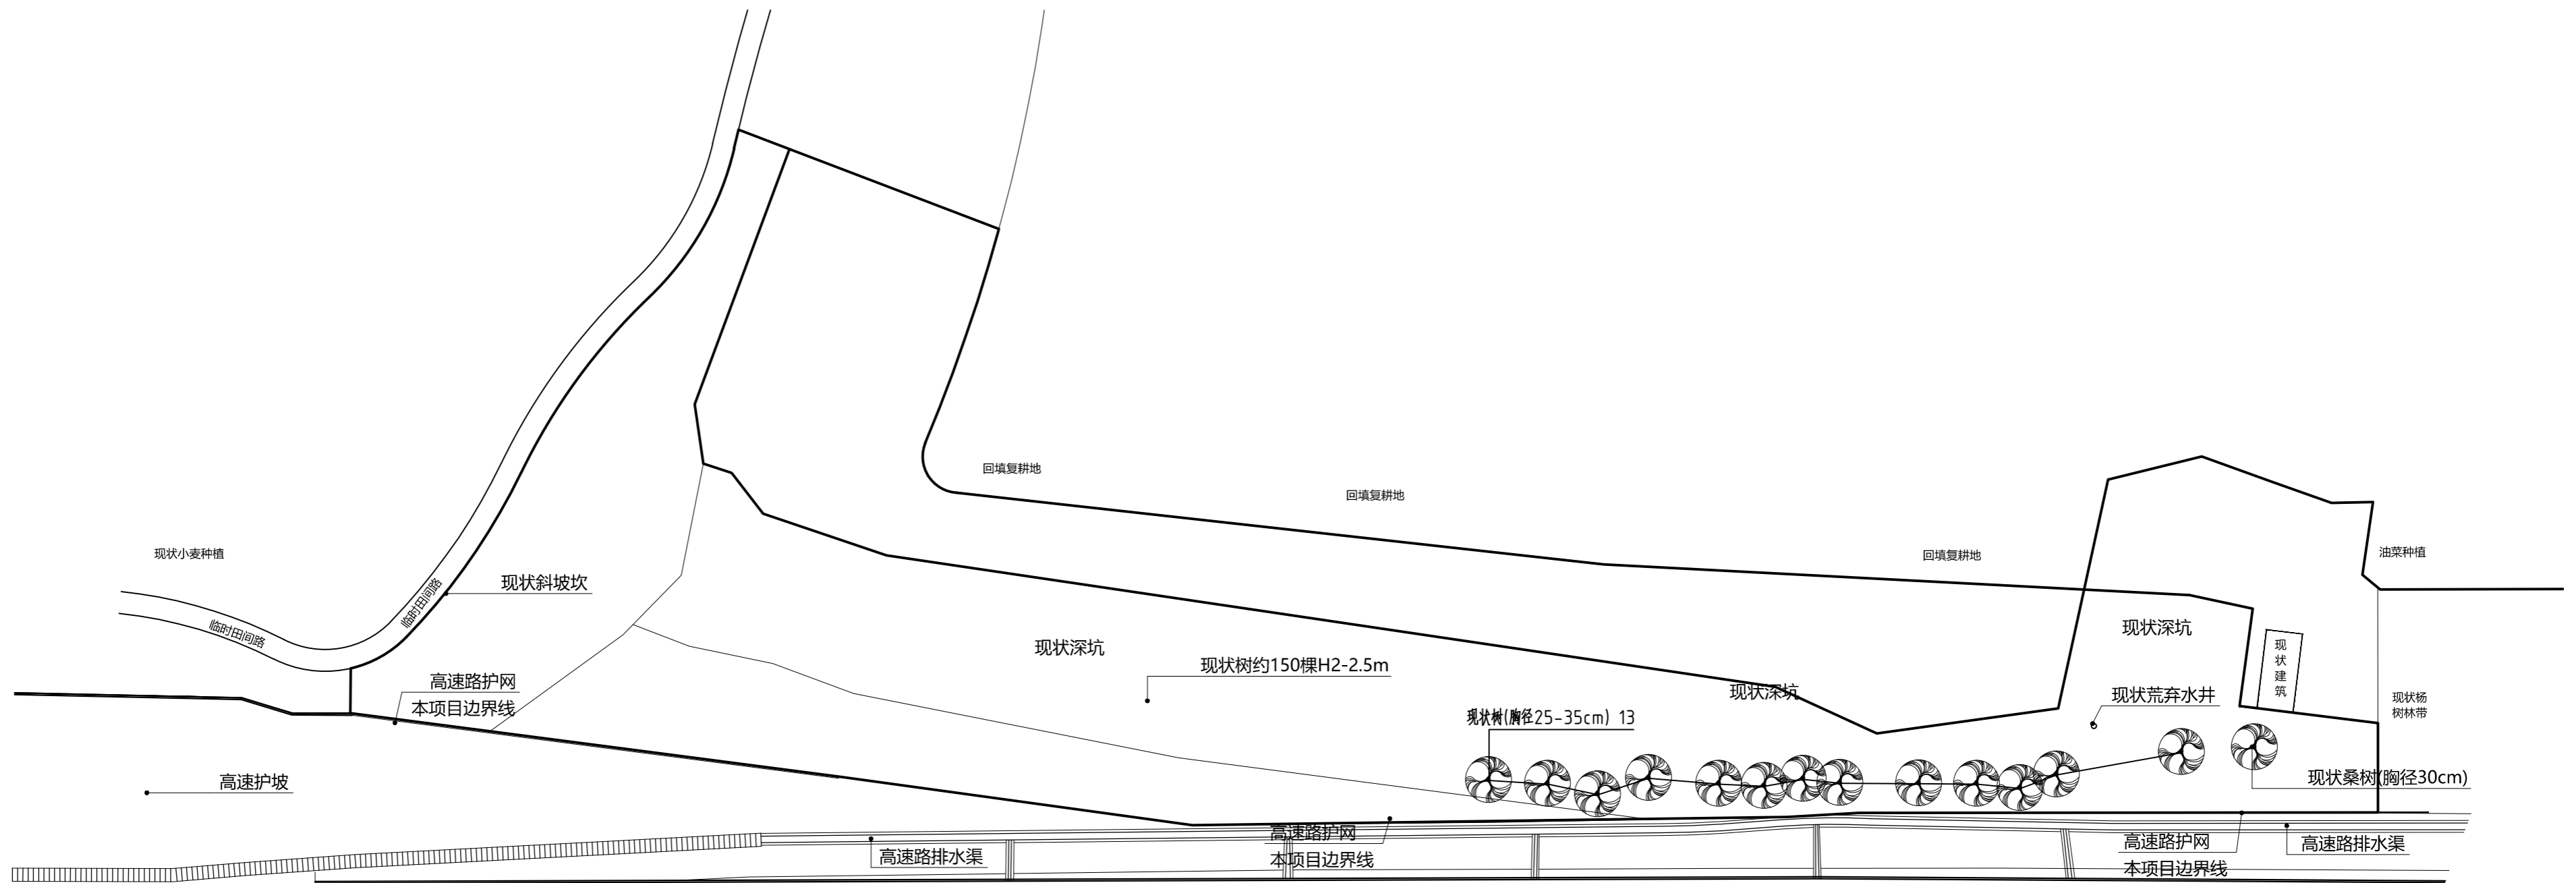 回填复耕地
回填复耕地
回填复耕地
油菜种植
现状小麦种植
现状斜坡坎
临时田间路
临时田间路
现状深坑
现状深坑
现状深坑
现状建筑
现状树约150棵H2-2.5m
高速路护网
本项目边界线
现状荒弃水井
现状杨
树林带
现状树(胸径25-35cm) 13
高速护坡
现状桑树(胸径30cm)
高速路护网
本项目边界线
高速路排水渠
高速路护网
本项目边界线
高速路排水渠